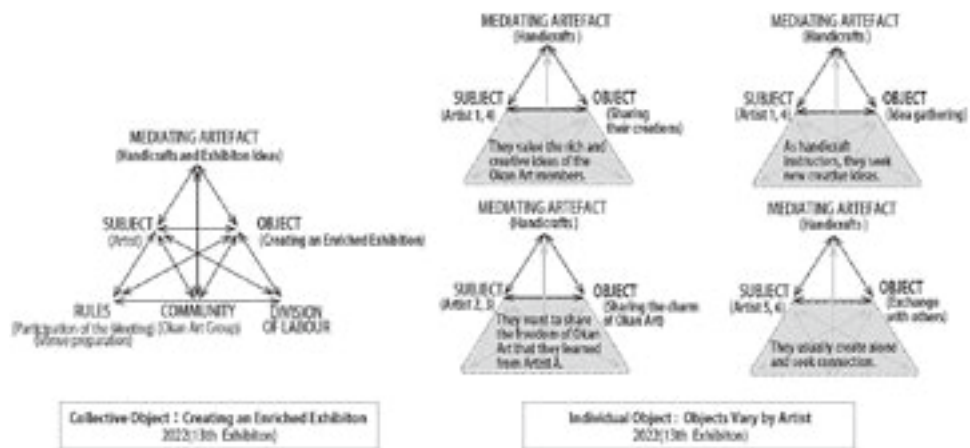 MEDIATING ARTEFACT
(Handicrafts and Exhibiton Ideas)
SUBJECT
(Artist)
OBJECT
(Creating an Enriched Exhibition)
RULES
(Participation of the Meeting)
(Venue preparation)
COMMUNITY
(Okan Art Group)
DIVISION
OF LABOUR
Collective Object : Creating an Enriched Exhibiton
2022(13th Exhibiton)
MEDIATING ARTEFACT
(Handicrafts)
SUBJECT
(Artist 1, 4)
OBJECT
(Sharing
their creations)
They value the rich and
creative ideas of the
Okan Art members.
MEDIATING ARTEFACT
(Handicrafts)
SUBJECT
(Artist 1, 4)
OBJECT
(Idea gathering)
As handicraft
instructors, they seek
new creative ideas.
MEDIATING ARTEFACT
(Handicrafts)
SUBJECT
(Artist 2, 3)
OBJECT
(Sharing the charm
of Okan Art)
They want to share
the freedom of Okan
Art that they learned
from Artist A.
MEDIATING ARTEFACT
(Handicrafts)
SUBJECT
(Artist 5, 6)
OBJECT
(Exchange
with others)
They usually create alone
and seek connection.
Individual Object : Objects Vary by Artist
2022(13th Exhibiton)